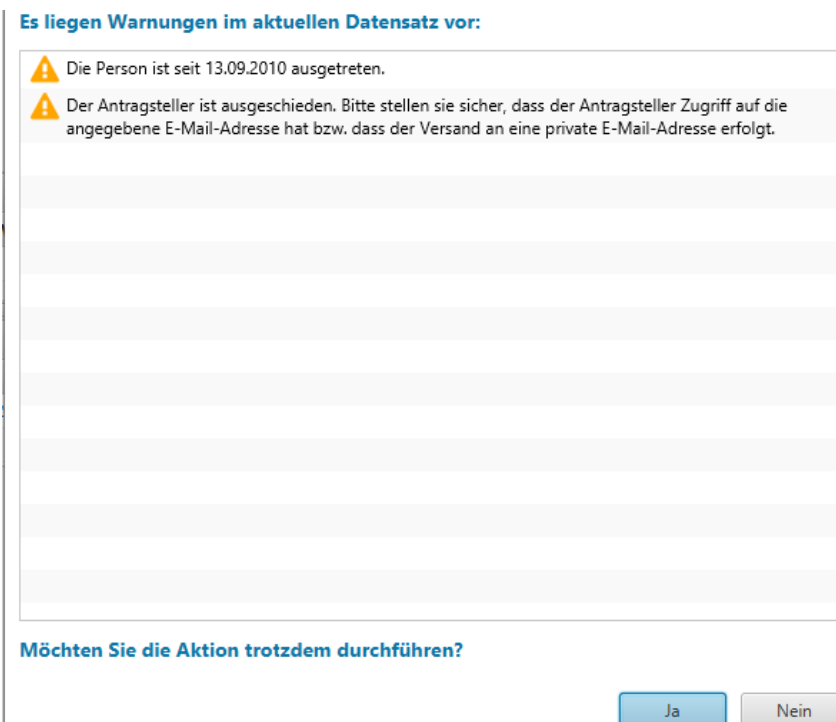 Es liegen Warnungen im aktuellen Datensatz vor:
Die Person ist seit 13.09.2010 ausgetreten.
Der Antragsteller ist ausgeschieden. Bitte stellen sie sicher, dass der Antragsteller Zugriff auf die
angegebene E-Mail-Adresse hat bzw. dass der Versand an eine private E-Mail-Adresse erfolgt.
Möchten Sie die Aktion trotzdem durchführen?
Ja
Nein